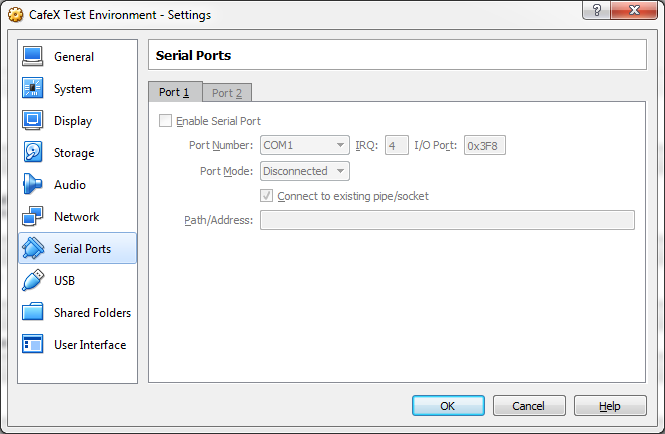 CafeX Test Environment - Settings
General
System
Display
Storage
Audio
Network
Serial Ports
USB
Shared Folders
User Interface
Serial Ports
Port 1 Port 2
Enable Serial Port
Port Number: COM1 IRQ: 4 I/O Port: 0x3F8
Port Mode: Disconnected
Connect to existing pipe/socket
Path/Address:
OK Cancel Help